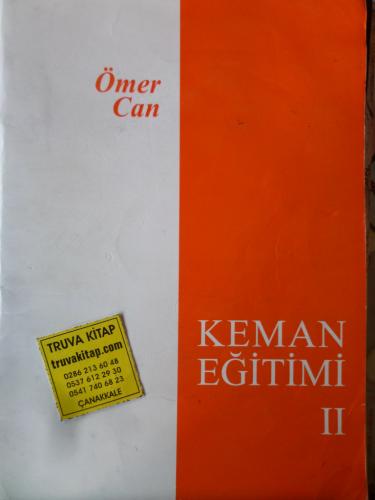 Ömer
Can
TRUVA KİTAP
truvakitap.com
0286 213 60 48
0537 612 29 30
0541 740 68 23
ÇANAKKALE
KEMAN
EĞİTİMİ
II